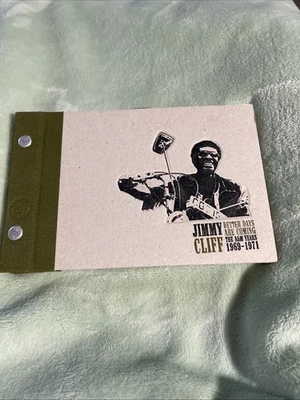 JIMMY
CLIFF
BETTER DAYS
ARE COMING
THE A&M YEARS
1969-1971